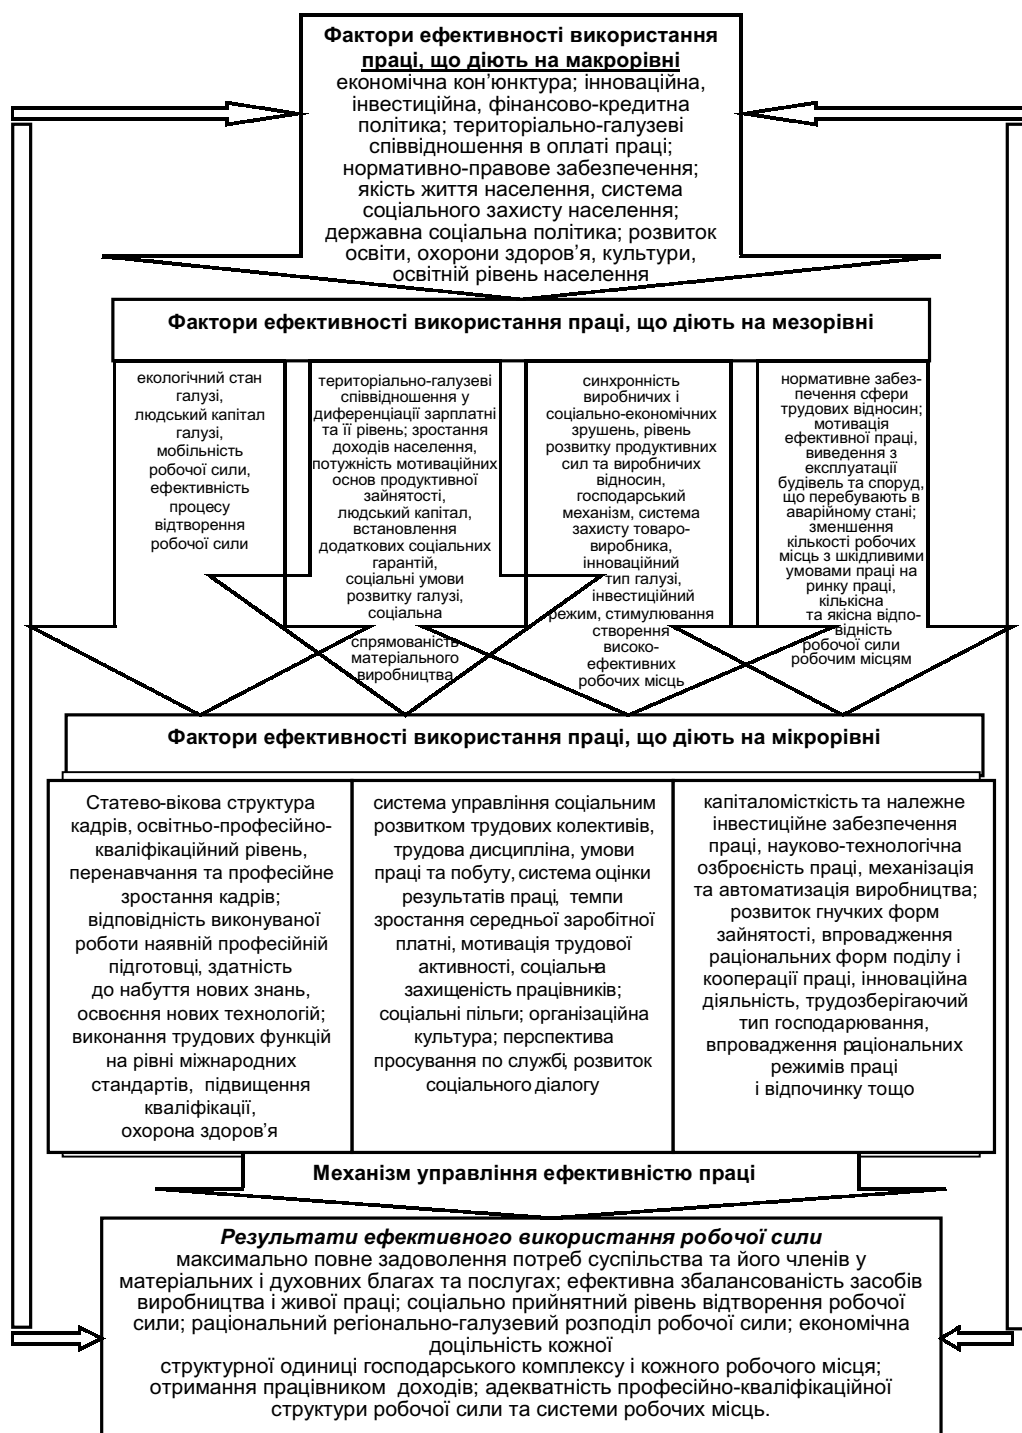 Фактори ефективності використання
праці, що діють на макрорівні
економічна кон’юнктура; інноваційна,
інвестиційна, фінансово-кредитна
політика; територіально-галузеві
співвідношення в оплаті праці;
нормативно-правове забезпечення;
якість життя населення, система
соціального захисту населення;
державна соціальна політика; розвиток
освіти, охорони здоров’я, культури,
освітній рівень населення
Фактори ефективності використання праці, що діють на мезорівні
екологічний стан
галузі,
людський капітал
галузі,
мобільність
робочої сили,
ефективність
процесу
відтворення
робочої сили
територіально-галузеві
співвідношення у
диференціації зарплатні
та її рівень; зростання
доходів населення,
потужність мотиваційних
основ продуктивної
зайнятості,
людський капітал,
встановлення
додаткових соціальних
гарантій,
соціальні умови
розвитку галузі,
соціальна
спрямованість
матеріального
виробництва
синхронність
виробничих і
соціально-економічних
зрушень, рівень
розвитку продуктивних
сил та виробничих
відносин,
господарський
механізм, система
захисту товаро-
виробника,
інноваційний
тип галузі,
інвестиційний
режим, стимулювання
створення
високо-
ефективних
робочих місць
нормативне забез-
печення сфери
трудових відносин;
мотивація
ефективної праці,
виведення з
експлуатації
будівель та споруд,
що перебувають в
аварійному стані;
зменшення
кількості робочих
місць з шкідливими
умовами праці на
ринку праці,
кількісна
та якісна відпо-
відність
робочої сили
робочим місцям
Фактори ефективності використання праці, що діють на мікрорівні
Статево-вікова структура
кадрів, освітньо-професійно-
кваліфікаційний рівень,
перенавчання та професійне
зростання кадрів;
відповідність виконуваної
роботи наявній професійній
підготовці, здатність
до набуття нових знань,
освоєння нових технологій;
виконання трудових функцій
на рівні міжнародних
стандартів, підвищення
кваліфікації,
охорона здоров’я
система управління соціальним
розвитком трудових колективів,
трудова дисципліна, умови
праці та побуту, система оцінки
результатів праці, темпи
зростання середньої заробітної
платні, мотивація трудової
активності, соціальна
захищеність працівників;
соціальні пільги; організаційна
культура; перспектива
просування по службі, розвиток
соціального діалогу
капіталомісткість та належне
інвестиційне забезпечення
праці, науково-технологічна
озброєність праці, механізація
та автоматизація виробництва;
розвиток гнучких форм
зайнятості, впровадження
раціональних форм поділу і
кооперації праці, інноваційна
діяльність, трудозберігаючий
тип господарювання,
впровадження раціональних
режимів праці
і відпочинку тощо
Механізм управління ефективністю праці
Результати ефективного використання робочої сили
максимально повне задоволення потреб суспільства та його членів у
матеріальних і духовних благах та послугах; ефективна збалансованість засобів
виробництва і живої праці; соціально прийнятний рівень відтворення робочої
сили; раціональний регіонально-галузевий розподіл робочої сили; економічна
доцільність кожної
структурної одиниці господарського комплексу і кожного робочого місця;
отримання працівником доходів; адекватність професійно-кваліфікаційної
структури робочої сили та системи робочих місць.